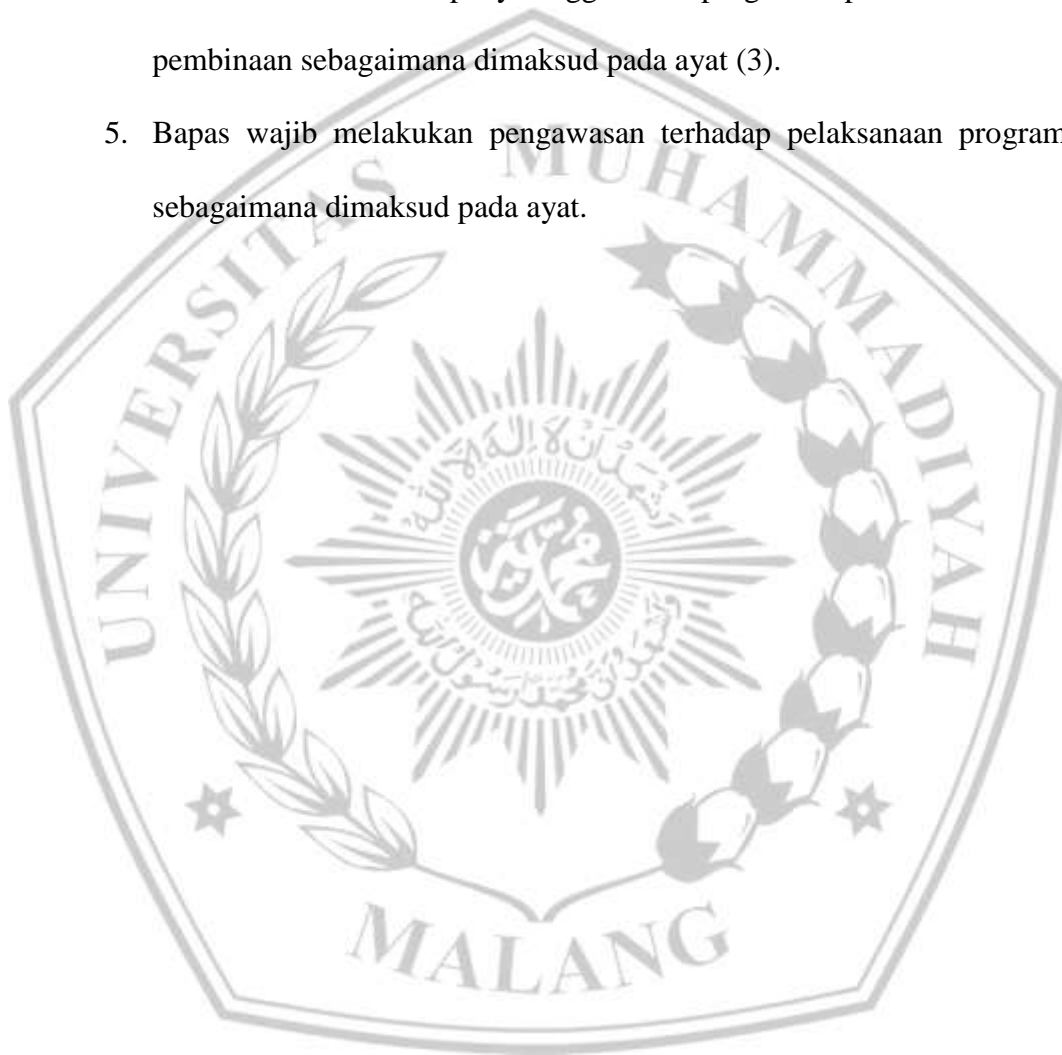 pembinaan sebagaimana dimaksud pada ayat (3).
5. Bapas wajib melakukan pengawasan terhadap pelaksanaan program
sebagaimana dimaksud pada ayat.
UNIVERSITAS MUHAMMADIYAH
MALANG